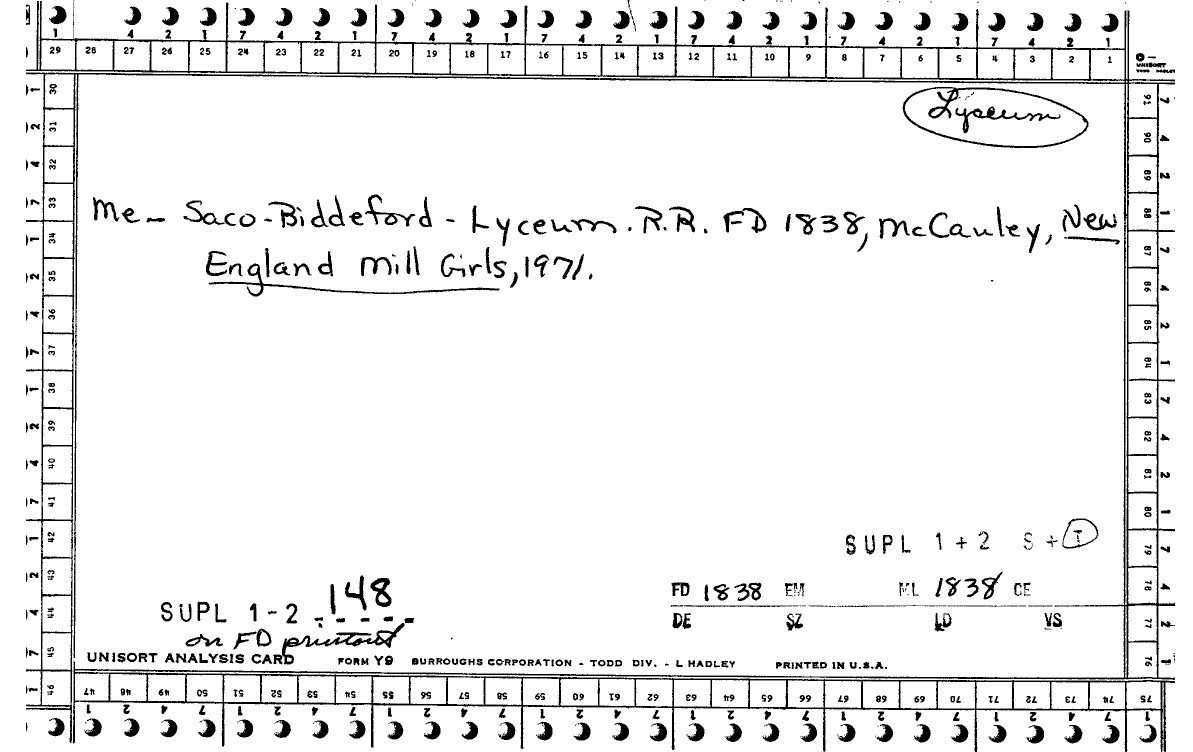 1 4 2 1 7 4 2 1 7 4 2 1 7 4 2 1 7 4 2 1 7 4 2 1 7 4 2 1
29 28 27 26 25 24 23 22 21 20 19 18 17 16 15 14 13 12 11 10 9 8 7 6 5 4 3 2 1
UNISORT
TODD HADLEY
Lyceum
Me - Saco-Biddeford - Lyceum. R.R. FD 1838, McCauley, New
England Mill Girls, 1971.
30 31 32 33 34 35 36 37 38 39 40 41 42 43 44 45 46
91 90 89 88 87 86 85 84 83 82 81 80 79 78 77 76
SUPL 1 + 2 S + T
FD 1838 EM ML 1838 CE
DE SZ LD VS
SUPL 1-2 148
on FD printout
UNISORT ANALYSIS CARD FORM Y9 BURROUGHS CORPORATION - TODD DIV. - L HADLEY PRINTED IN U.S.A.
47 48 49 50 51 52 53 54 55 56 57 58 59 60 61 62 63 64 65 66 67 68 69 70 71 72 73 74 75
1 2 4 7 1 2 4 7 1 2 4 7 1 2 4 7 1 2 4 7 1 2 4 7 1 2 4 7 1